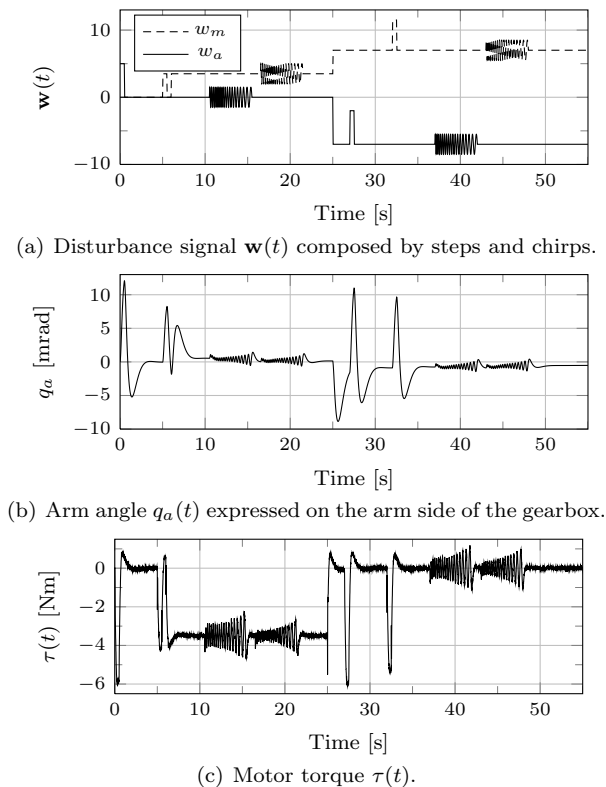 10
5
0
−5
−10
w(t)
w_m
w_a
0 10 20 30 40 50
Time [s]
(a) Disturbance signal w(t) composed by steps and chirps.
10
5
0
−5
−10
q_a [mrad]
0 10 20 30 40 50
Time [s]
(b) Arm angle q_a(t) expressed on the arm side of the gearbox.
0
−2
−4
−6
τ(t) [Nm]
0 10 20 30 40 50
Time [s]
(c) Motor torque τ(t).